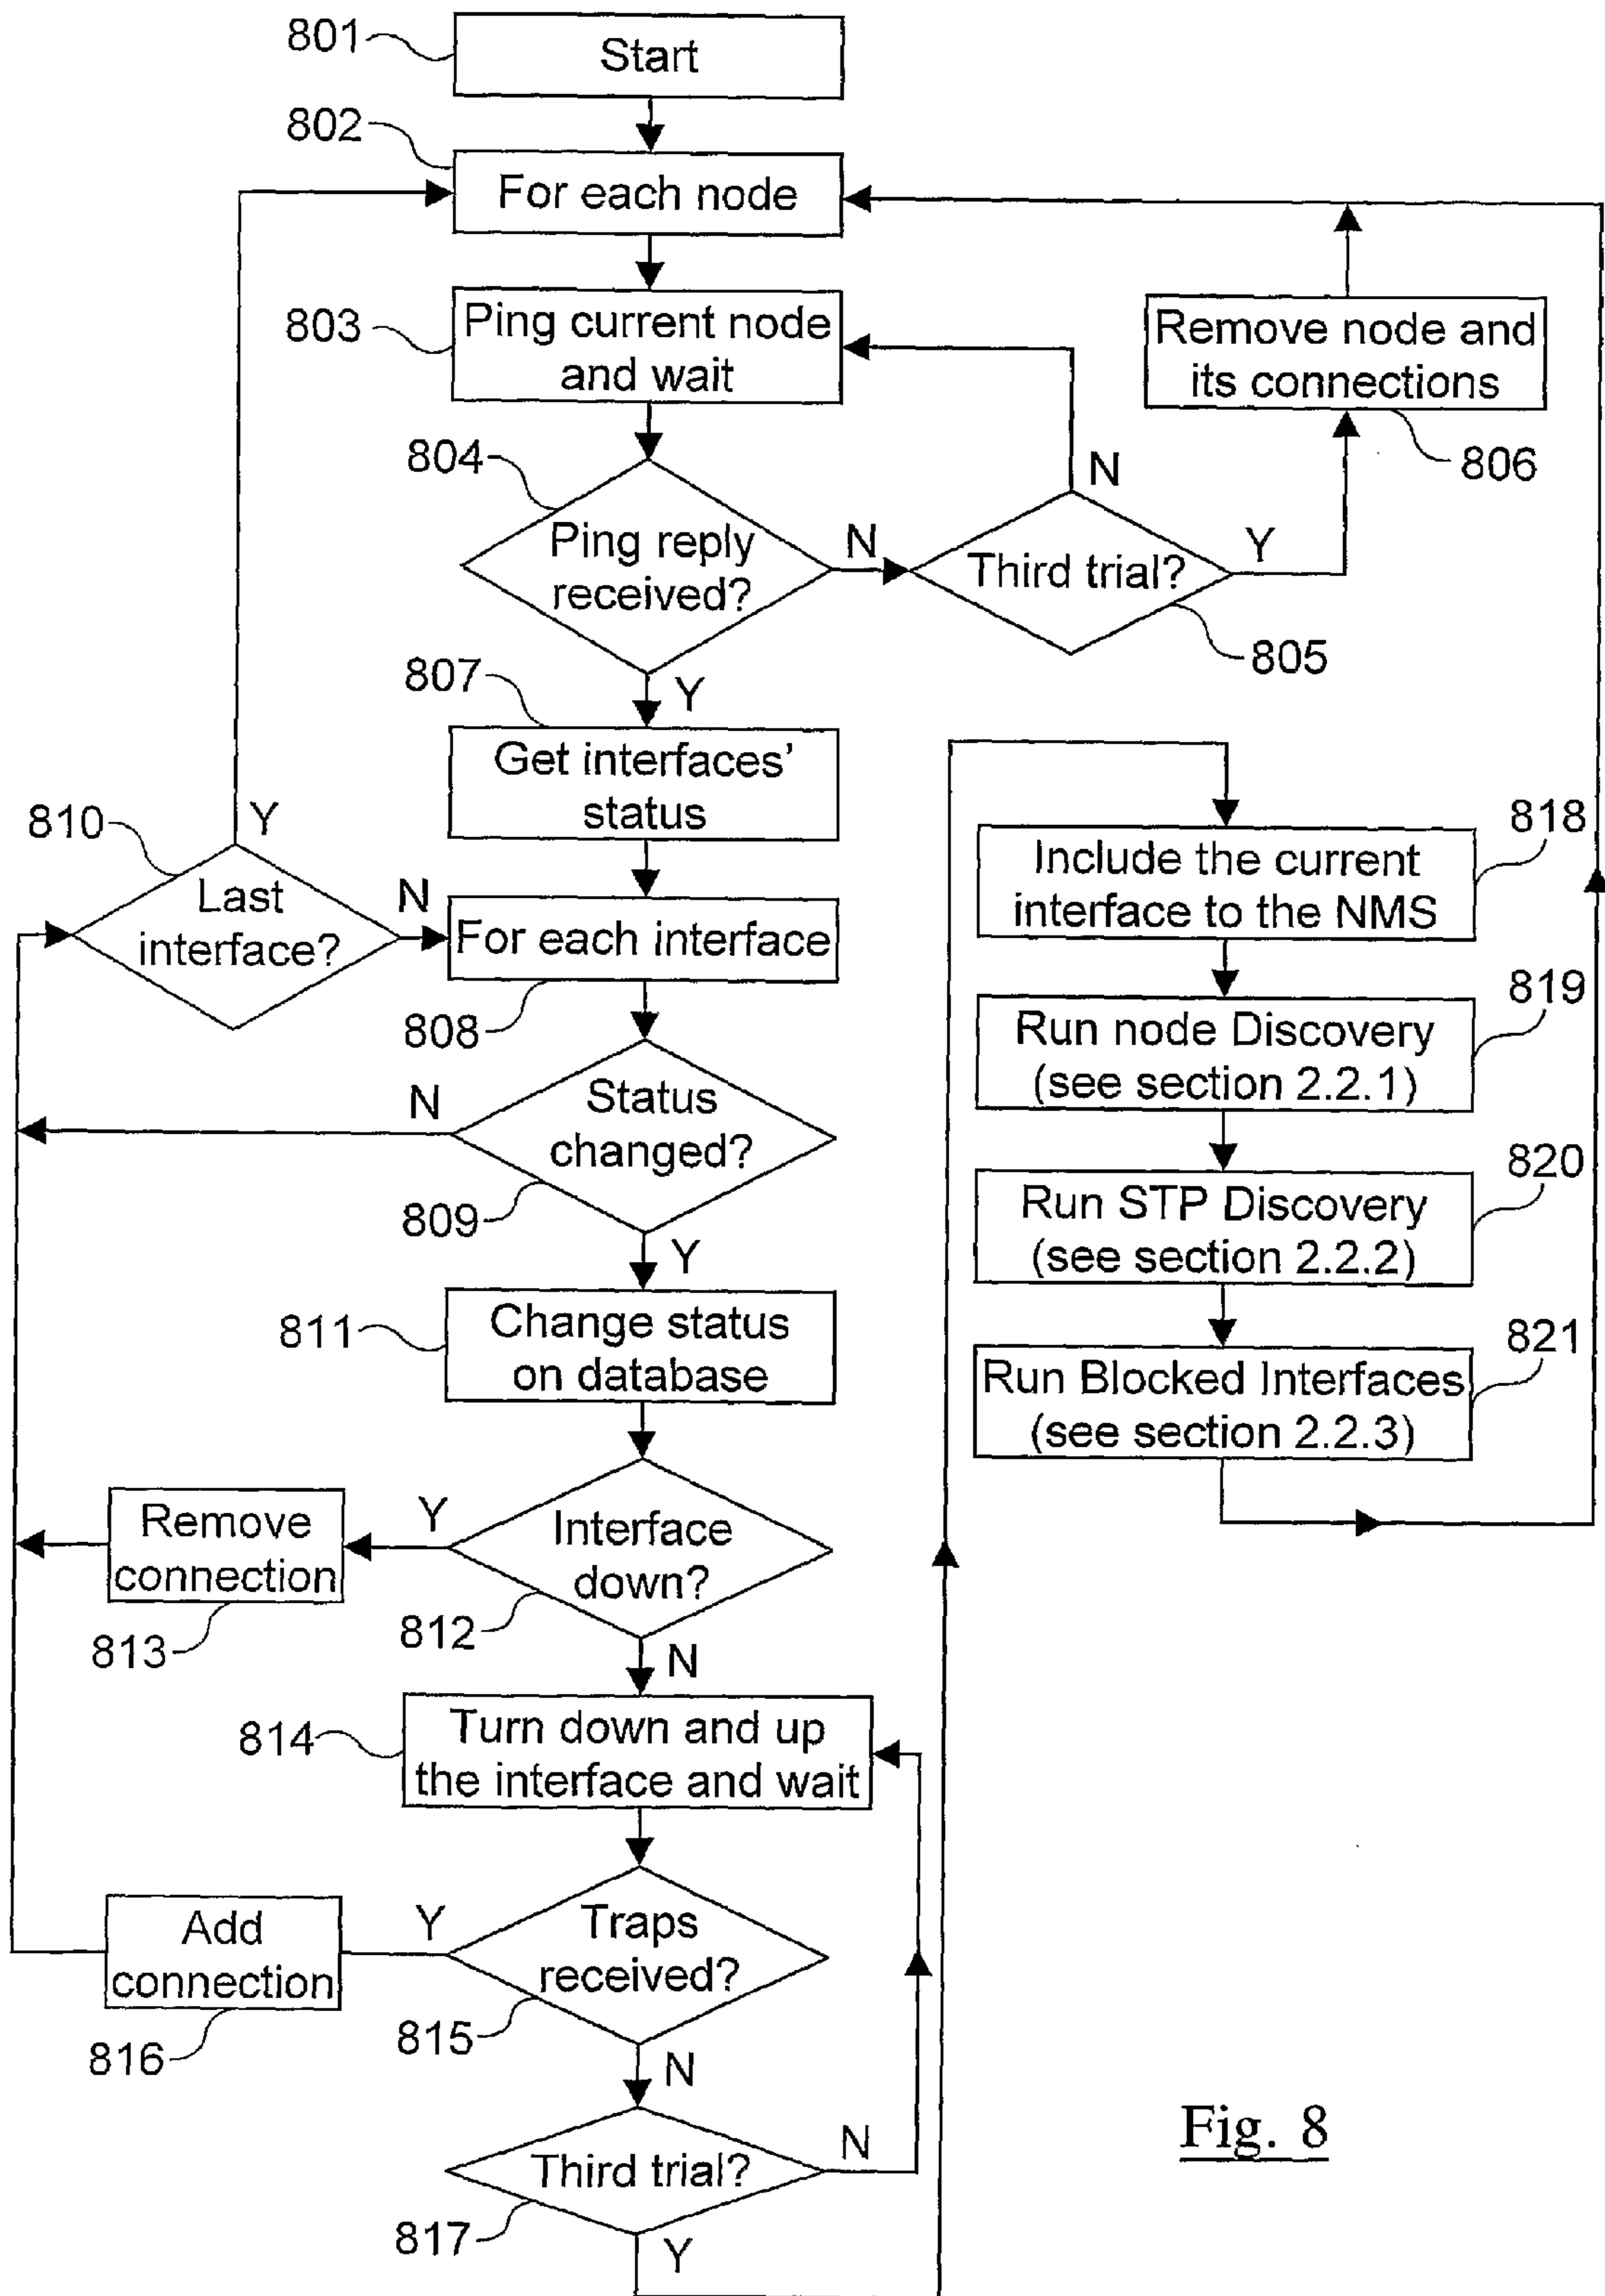 801
Start
802
For each node
803
Ping current node
and wait
Remove node and
its connections
806
804
Ping reply
received?
N
N
Third trial?
Y
805
807
Y
Get interfaces'
status
810
Y
Last
interface?
N
For each interface
808
N
Status
changed?
809
Y
811
Change status
on database
Remove
connection
813
Y
Interface
down?
812
N
814
Turn down and up
the interface and wait
Add
connection
816
Y
Traps
received?
815
N
Third trial?
N
817
Y
818
Include the current
interface to the NMS
819
Run node Discovery
(see section 2.2.1)
820
Run STP Discovery
(see section 2.2.2)
821
Run Blocked Interfaces
(see section 2.2.3)
Fig. 8